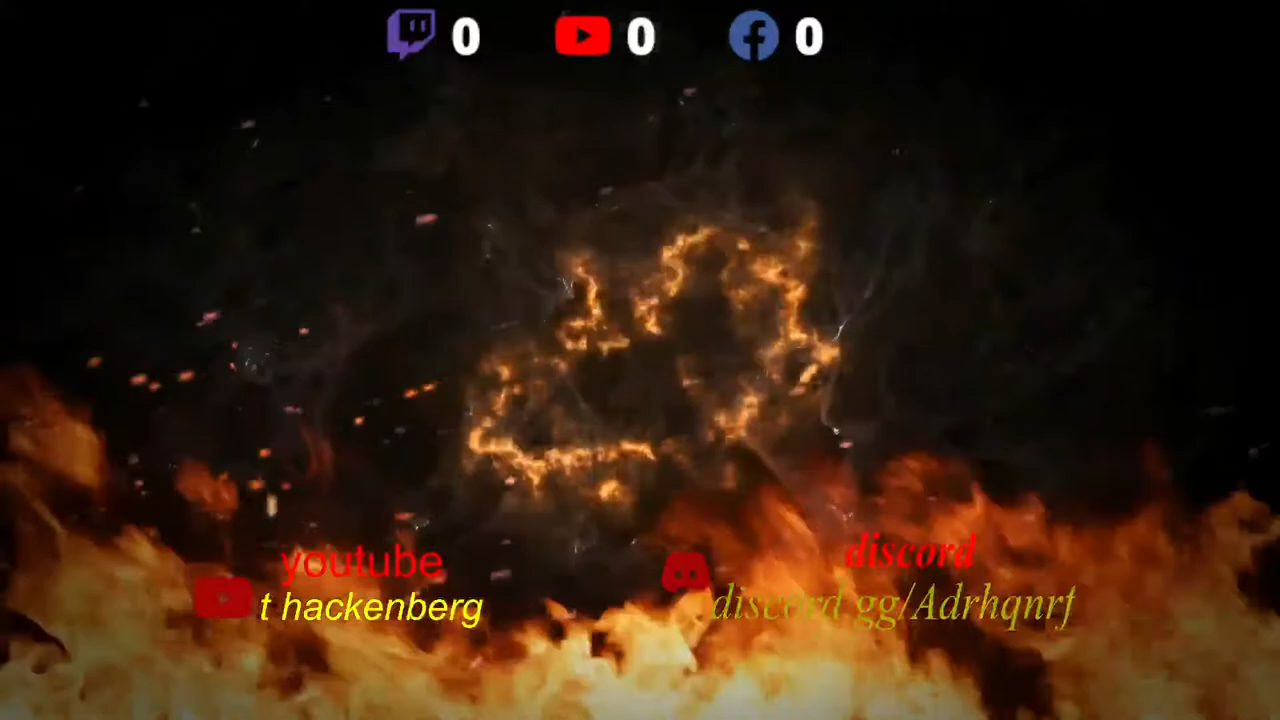 0 0 0
youtube
t hackenberg
discord
discord gg/Adrhqnrf